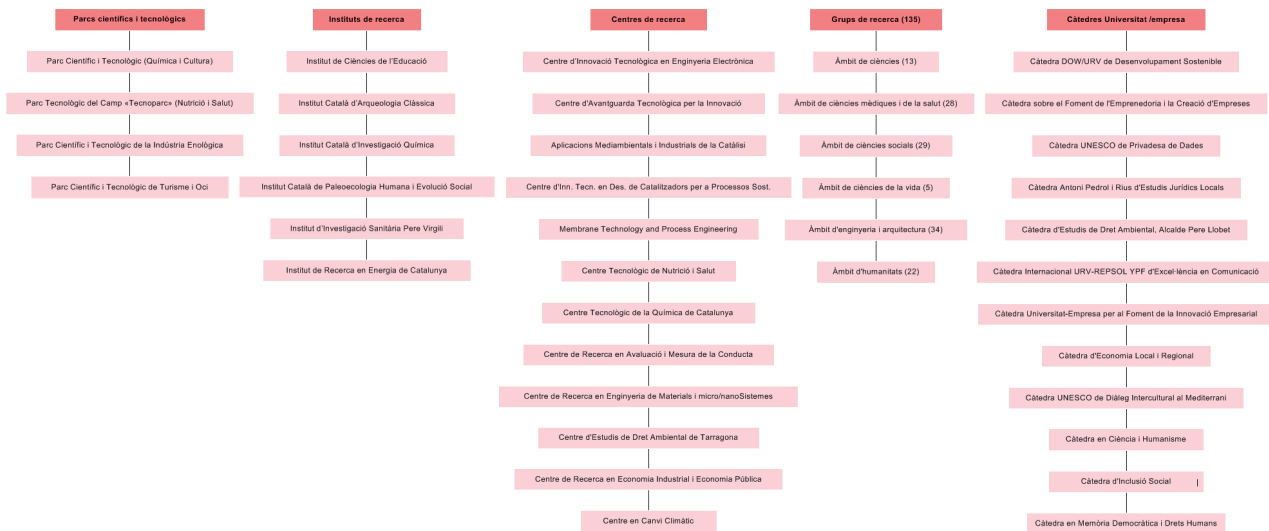 Parcs científics i tecnològics
Parc Científic i Tecnològic (Química i Cultura)
Parc Tecnològic del Camp «Tecnoparc» (Nutrició i Salut)
Parc Científic i Tecnològic de la Indústria Enològica
Parc Científic i Tecnològic de Turisme i Oci
Instituts de recerca
Institut de Ciències de l'Educació
Institut Català d'Arqueologia Clàssica
Institut Català d'Investigació Química
Institut Català de Paleoecologia Humana i Evolució Social
Institut d'Investigació Sanitària Pere Virgili
Institut de Recerca en Energia de Catalunya
Centres de recerca
Centre d'Innovació Tecnològica en Enginyeria Electrònica
Centre d'Avantguarda Tecnològica per la Innovació
Aplicacions Mediambientals i Industrials de la Catàlisi
Centre d'Inn. Tecn. en Des. de Catalitzadors per a Processos Sost.
Membrane Technology and Process Engineering
Centre Tecnològic de Nutrició i Salut
Centre Tecnològic de la Química de Catalunya
Centre de Recerca en Avaluació i Mesura de la Conducta
Centre de Recerca en Enginyeria de Materials i micro/nanoSistemes
Centre d'Estudis de Dret Ambiental de Tarragona
Centre de Recerca en Economia Industrial i Economia Pública
Centre en Canvi Climàtic
Grups de recerca (135)
Àmbit de ciències (13)
Àmbit de ciències mèdiques i de la salut (28)
Àmbit de ciències socials (29)
Àmbit de ciències de la vida (5)
Àmbit d'enginyeria i arquitectura (34)
Àmbit d'humanitats (22)
Càtedres Universitat /empresa
Càtedra DOW/URV de Desenvolupament Sostenible
Càtedra sobre el Foment de l'Emprenedoria i la Creació d'Empreses
Càtedra UNESCO de Privadesa de Dades
Càtedra Antoni Pedrol i Rius d'Estudis Jurídics Locals
Càtedra d'Estudis de Dret Ambiental, Alcalde Pere Llobet
Càtedra Internacional URV-REPSOL YPF d'Excel·lència en Comunicació
Càtedra Universitat-Empresa per al Foment de la Innovació Empresarial
Càtedra d'Economia Local i Regional
Càtedra UNESCO de Diàleg Intercultural al Mediterrani
Càtedra en Ciència i Humanisme
Càtedra d'Inclusió Social
Càtedra en Memòria Democràtica i Drets Humans